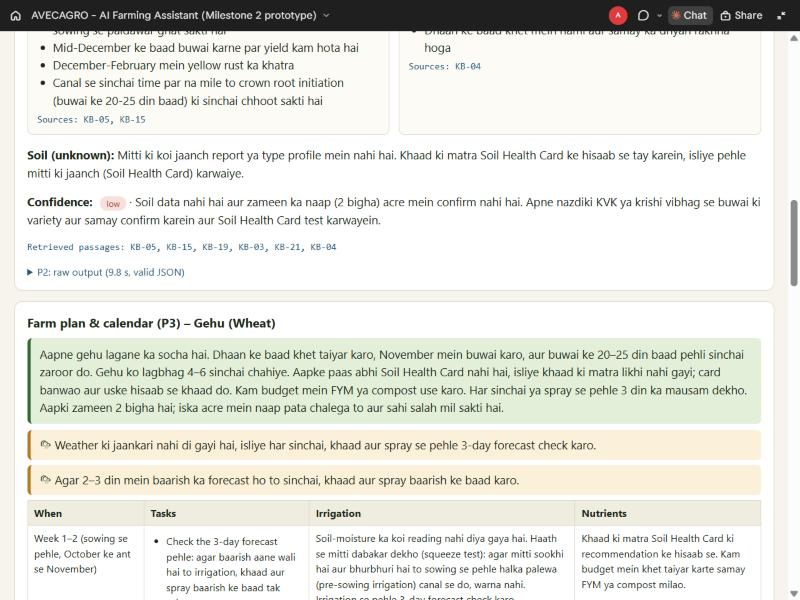 AVECAGRO - AI Farming Assistant (Milestone 2 prototype)
A
Chat
Share
sowing se paidawar ghat sakti hai
Mid-December ke baad buwai karne par yield kam hota hai
December-February mein yellow rust ka khatra
Canal se sinchai time par na mile to crown root initiation
(buwai ke 20-25 din baad) ki sinchai chhoot sakti hai
Sources: KB-05, KB-15
Dhaan ke baad khet mein nami aur samay ka dhyan rakhna
hoga
Sources: KB-04
Soil (unknown): Mitti ki koi jaanch report ya type profile mein nahi hai. Khaad ki matra Soil Health Card ke hisaab se tay karein, isliye pehle
mitti ki jaanch (Soil Health Card) karwaiye.
Confidence: low · Soil data nahi hai aur zameen ka naap (2 bigha) acre mein confirm nahi hai. Apne nazdiki KVK ya krishi vibhag se buwai ki
variety aur samay confirm karein aur Soil Health Card test karwayein.
Retrieved passages: KB-05, KB-15, KB-19, KB-03, KB-21, KB-04
P2: raw output (9.8 s, valid JSON)
Farm plan & calendar (P3) – Gehu (Wheat)
Aapne gehu lagane ka socha hai. Dhaan ke baad khet taiyar karo, November mein buwai karo, aur buwai ke 20–25 din baad pehli sinchai
zaroor do. Gehu ko lagbhag 4–6 sinchai chahiye. Aapke paas abhi Soil Health Card nahi hai, isliye khaad ki matra likhi nahi gayi; card
banwao aur uske hisaab se khaad do. Kam budget mein FYM ya compost use karo. Har sinchai ya spray se pehle 3 din ka mausam dekho.
Aapki zameen 2 bigha hai; iska acre mein naap pata chalega to aur sahi salah mil sakti hai.
Weather ki jaankari nahi di gayi hai, isliye har sinchai, khaad aur spray se pehle 3-day forecast check karo.
Agar 2–3 din mein baarish ka forecast ho to sinchai, khaad aur spray baarish ke baad karo.
When Tasks Irrigation Nutrients
Week 1–2 (sowing se
pehle, October ke ant
se November)
Check the 3-day forecast
pehle: agar baarish aane wali
hai to irrigation, khaad aur
spray baarish ke baad tak
Soil-moisture ka koi reading nahi diya gaya hai. Haath
se mitti dabakar dekho (squeeze test): agar mitti sookhi
hai aur bhurbhuri hai to sowing se pehle halka palewa
(pre-sowing irrigation) canal se do, warna nahi.
Irrigation se pehle 3-day forecast check karo.
Khaad ki matra Soil Health Card ki
recommendation ke hisaab se. Kam
budget mein khet taiyar karte samay
FYM ya compost milao.